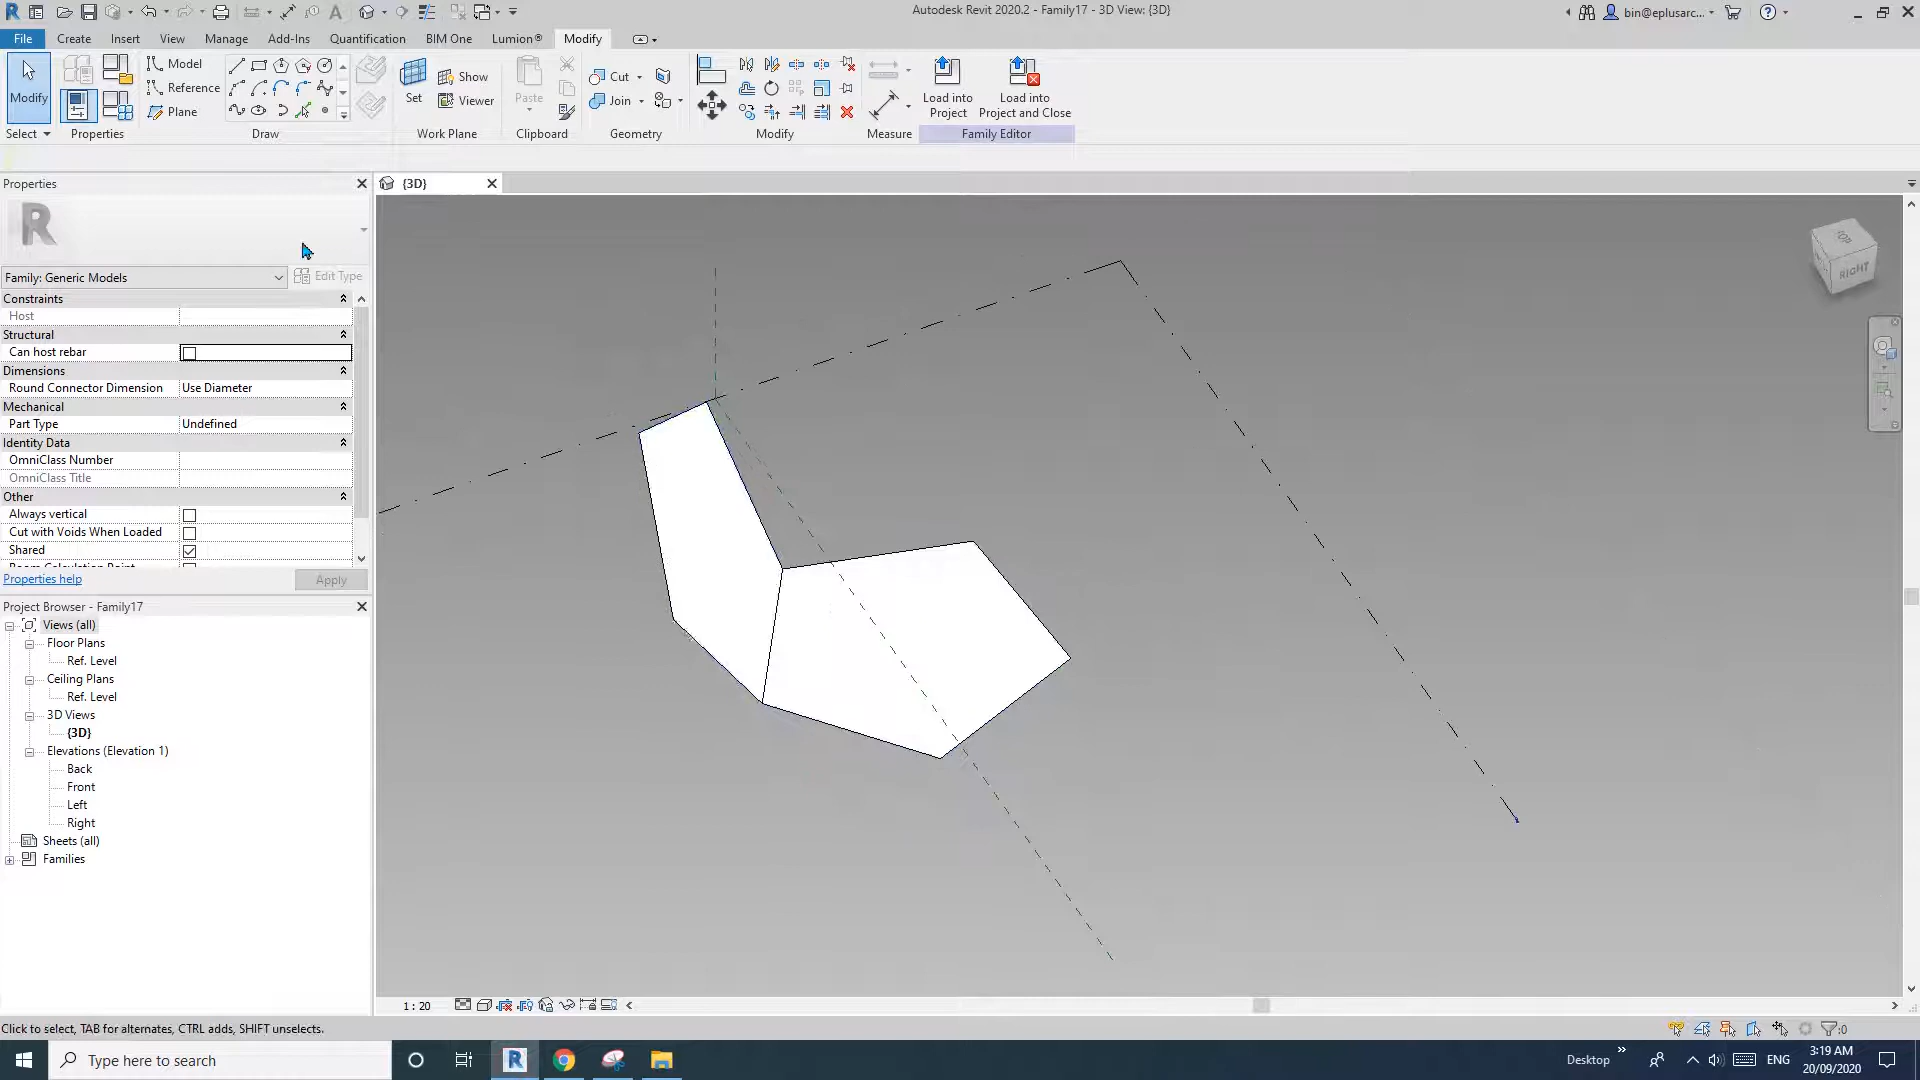 Autodesk Revit 2020.2 - Family17 - 3D View: {3D}
bin@eplusarc...
File Create Insert View Manage Add-Ins Quantification BIM One Lumion® Modify
Modify
Select
Properties
Model
Reference
Plane
Draw
Set
Show
Viewer
Work Plane
Paste
Clipboard
Cut
Join
Geometry
Modify
Measure
Load into
Project
Load into
Project and Close
Family Editor
Properties
{3D}
R
Family: Generic Models
Edit Type
Constraints
Host
Structural
Can host rebar
Dimensions
Round Connector Dimension Use Diameter
Mechanical
Part Type Undefined
Identity Data
OmniClass Number
OmniClass Title
Other
Always vertical
Cut with Voids When Loaded
Shared
Properties help
Apply
Project Browser - Family17
Views (all)
Floor Plans
Ref. Level
Ceiling Plans
Ref. Level
3D Views
{3D}
Elevations (Elevation 1)
Back
Front
Left
Right
Sheets (all)
Families
TOP
RIGHT
1 : 20
Click to select, TAB for alternates, CTRL adds, SHIFT unselects.
:0
Type here to search
Desktop
ENG
3:19 AM
20/09/2020